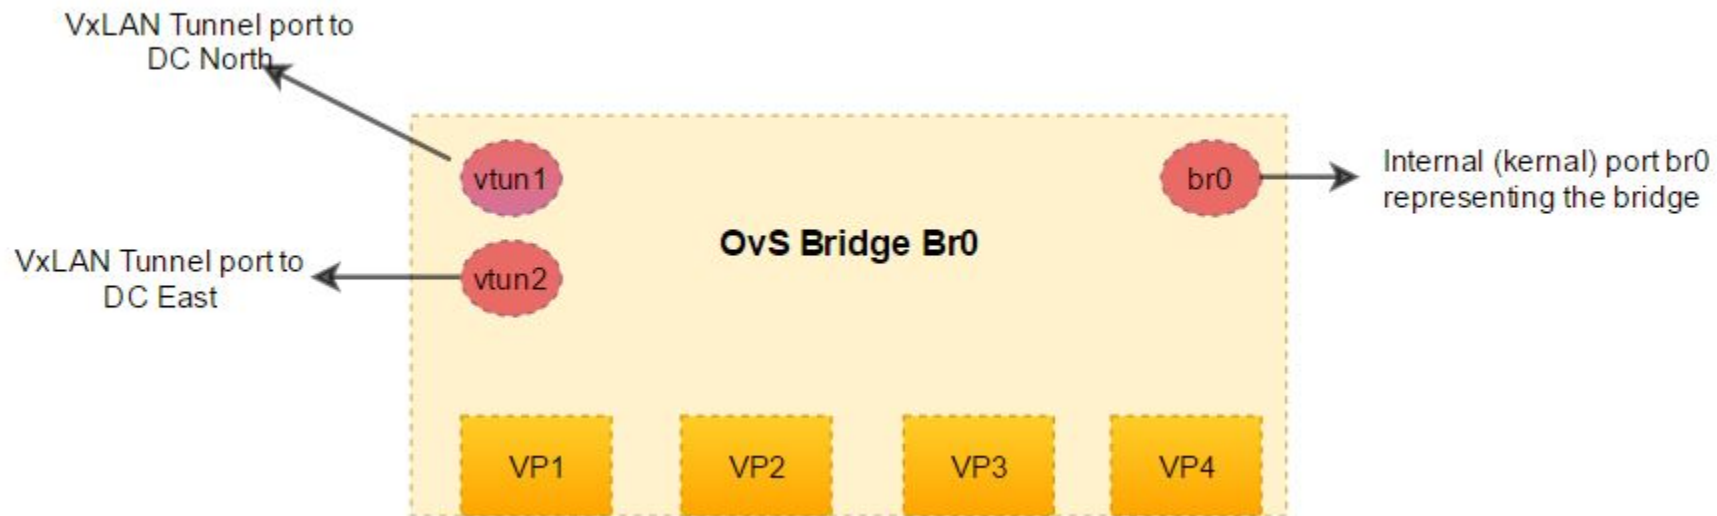 VxLAN Tunnel port to
DC North
vtun1
br0
Internal (kernal) port br0
representing the bridge
OvS Bridge Br0
VxLAN Tunnel port to
DC East
vtun2
VP1
VP2
VP3
VP4